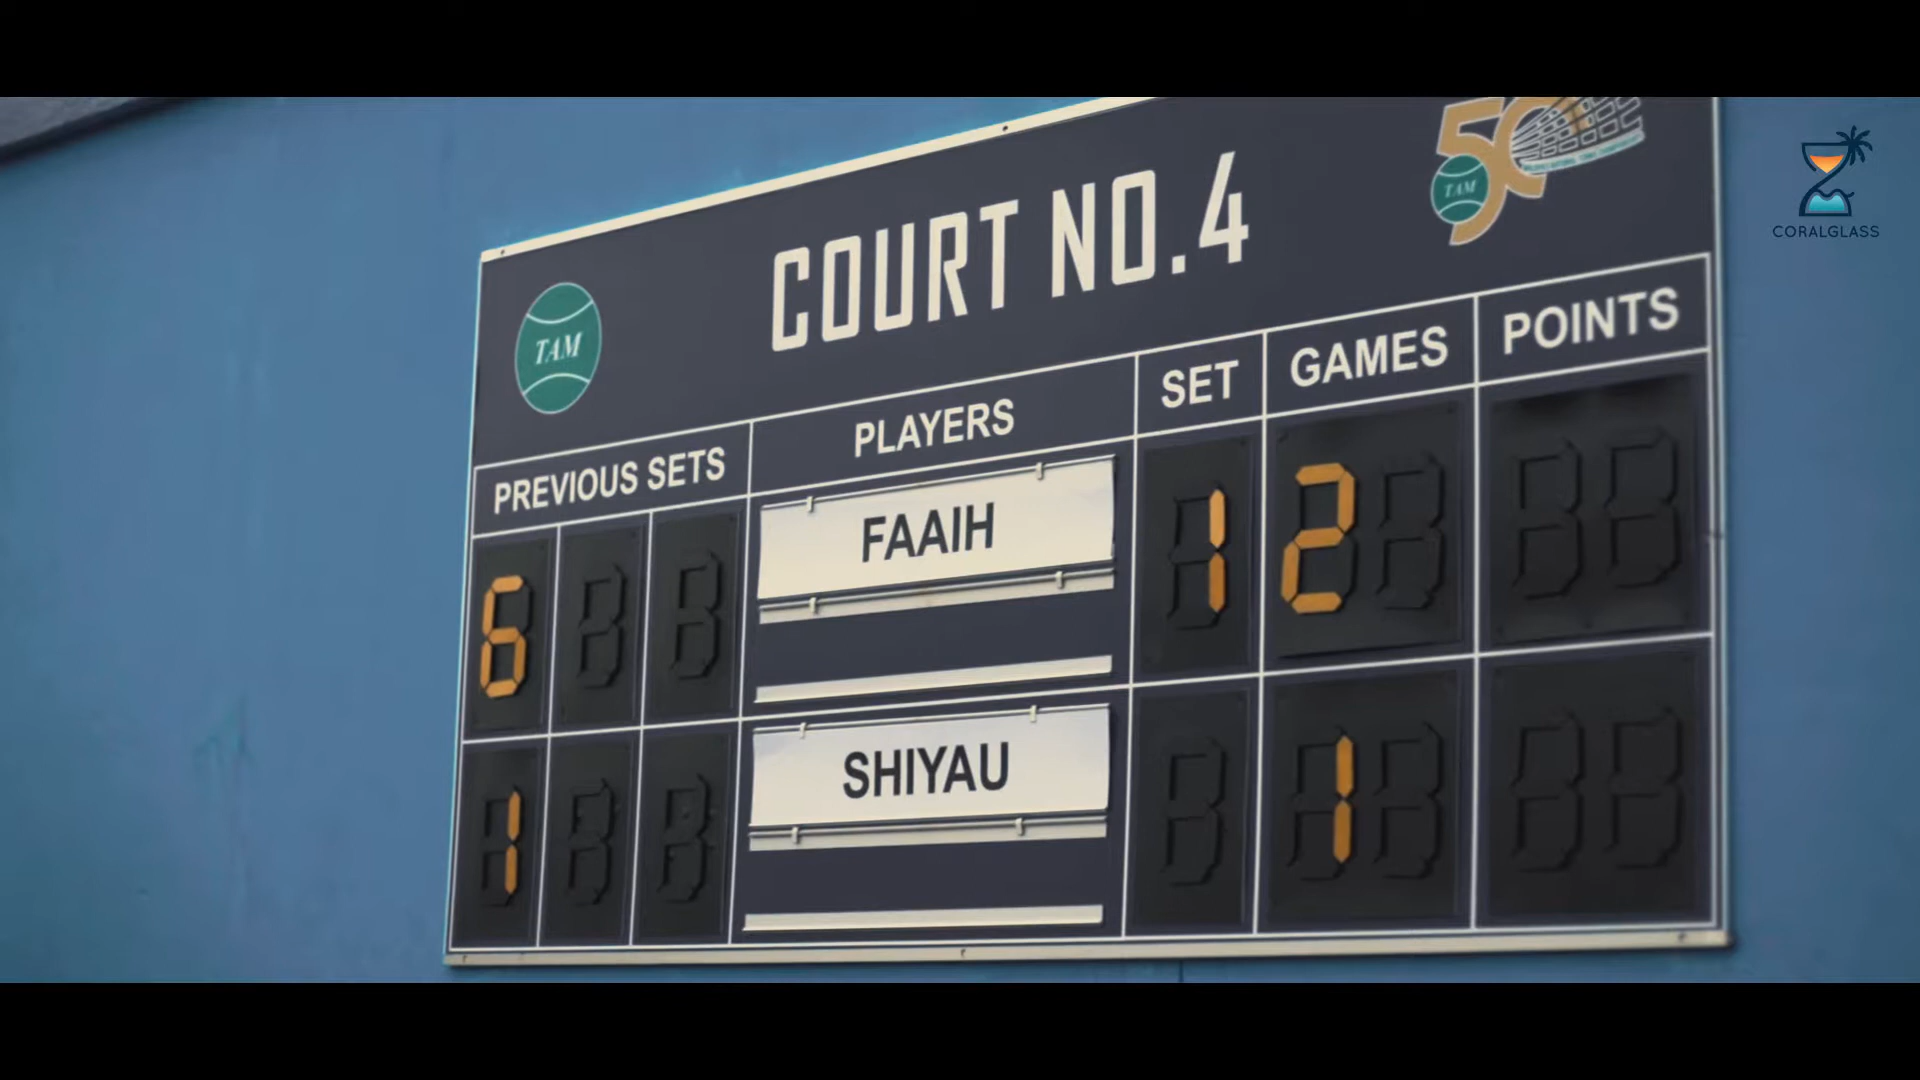 COURT NO.4
TAM
50
TAM
CORALGLASS
PREVIOUS SETS
PLAYERS
SET
GAMES
POINTS
6
FAAIH
1
2
1
SHIYAU
1